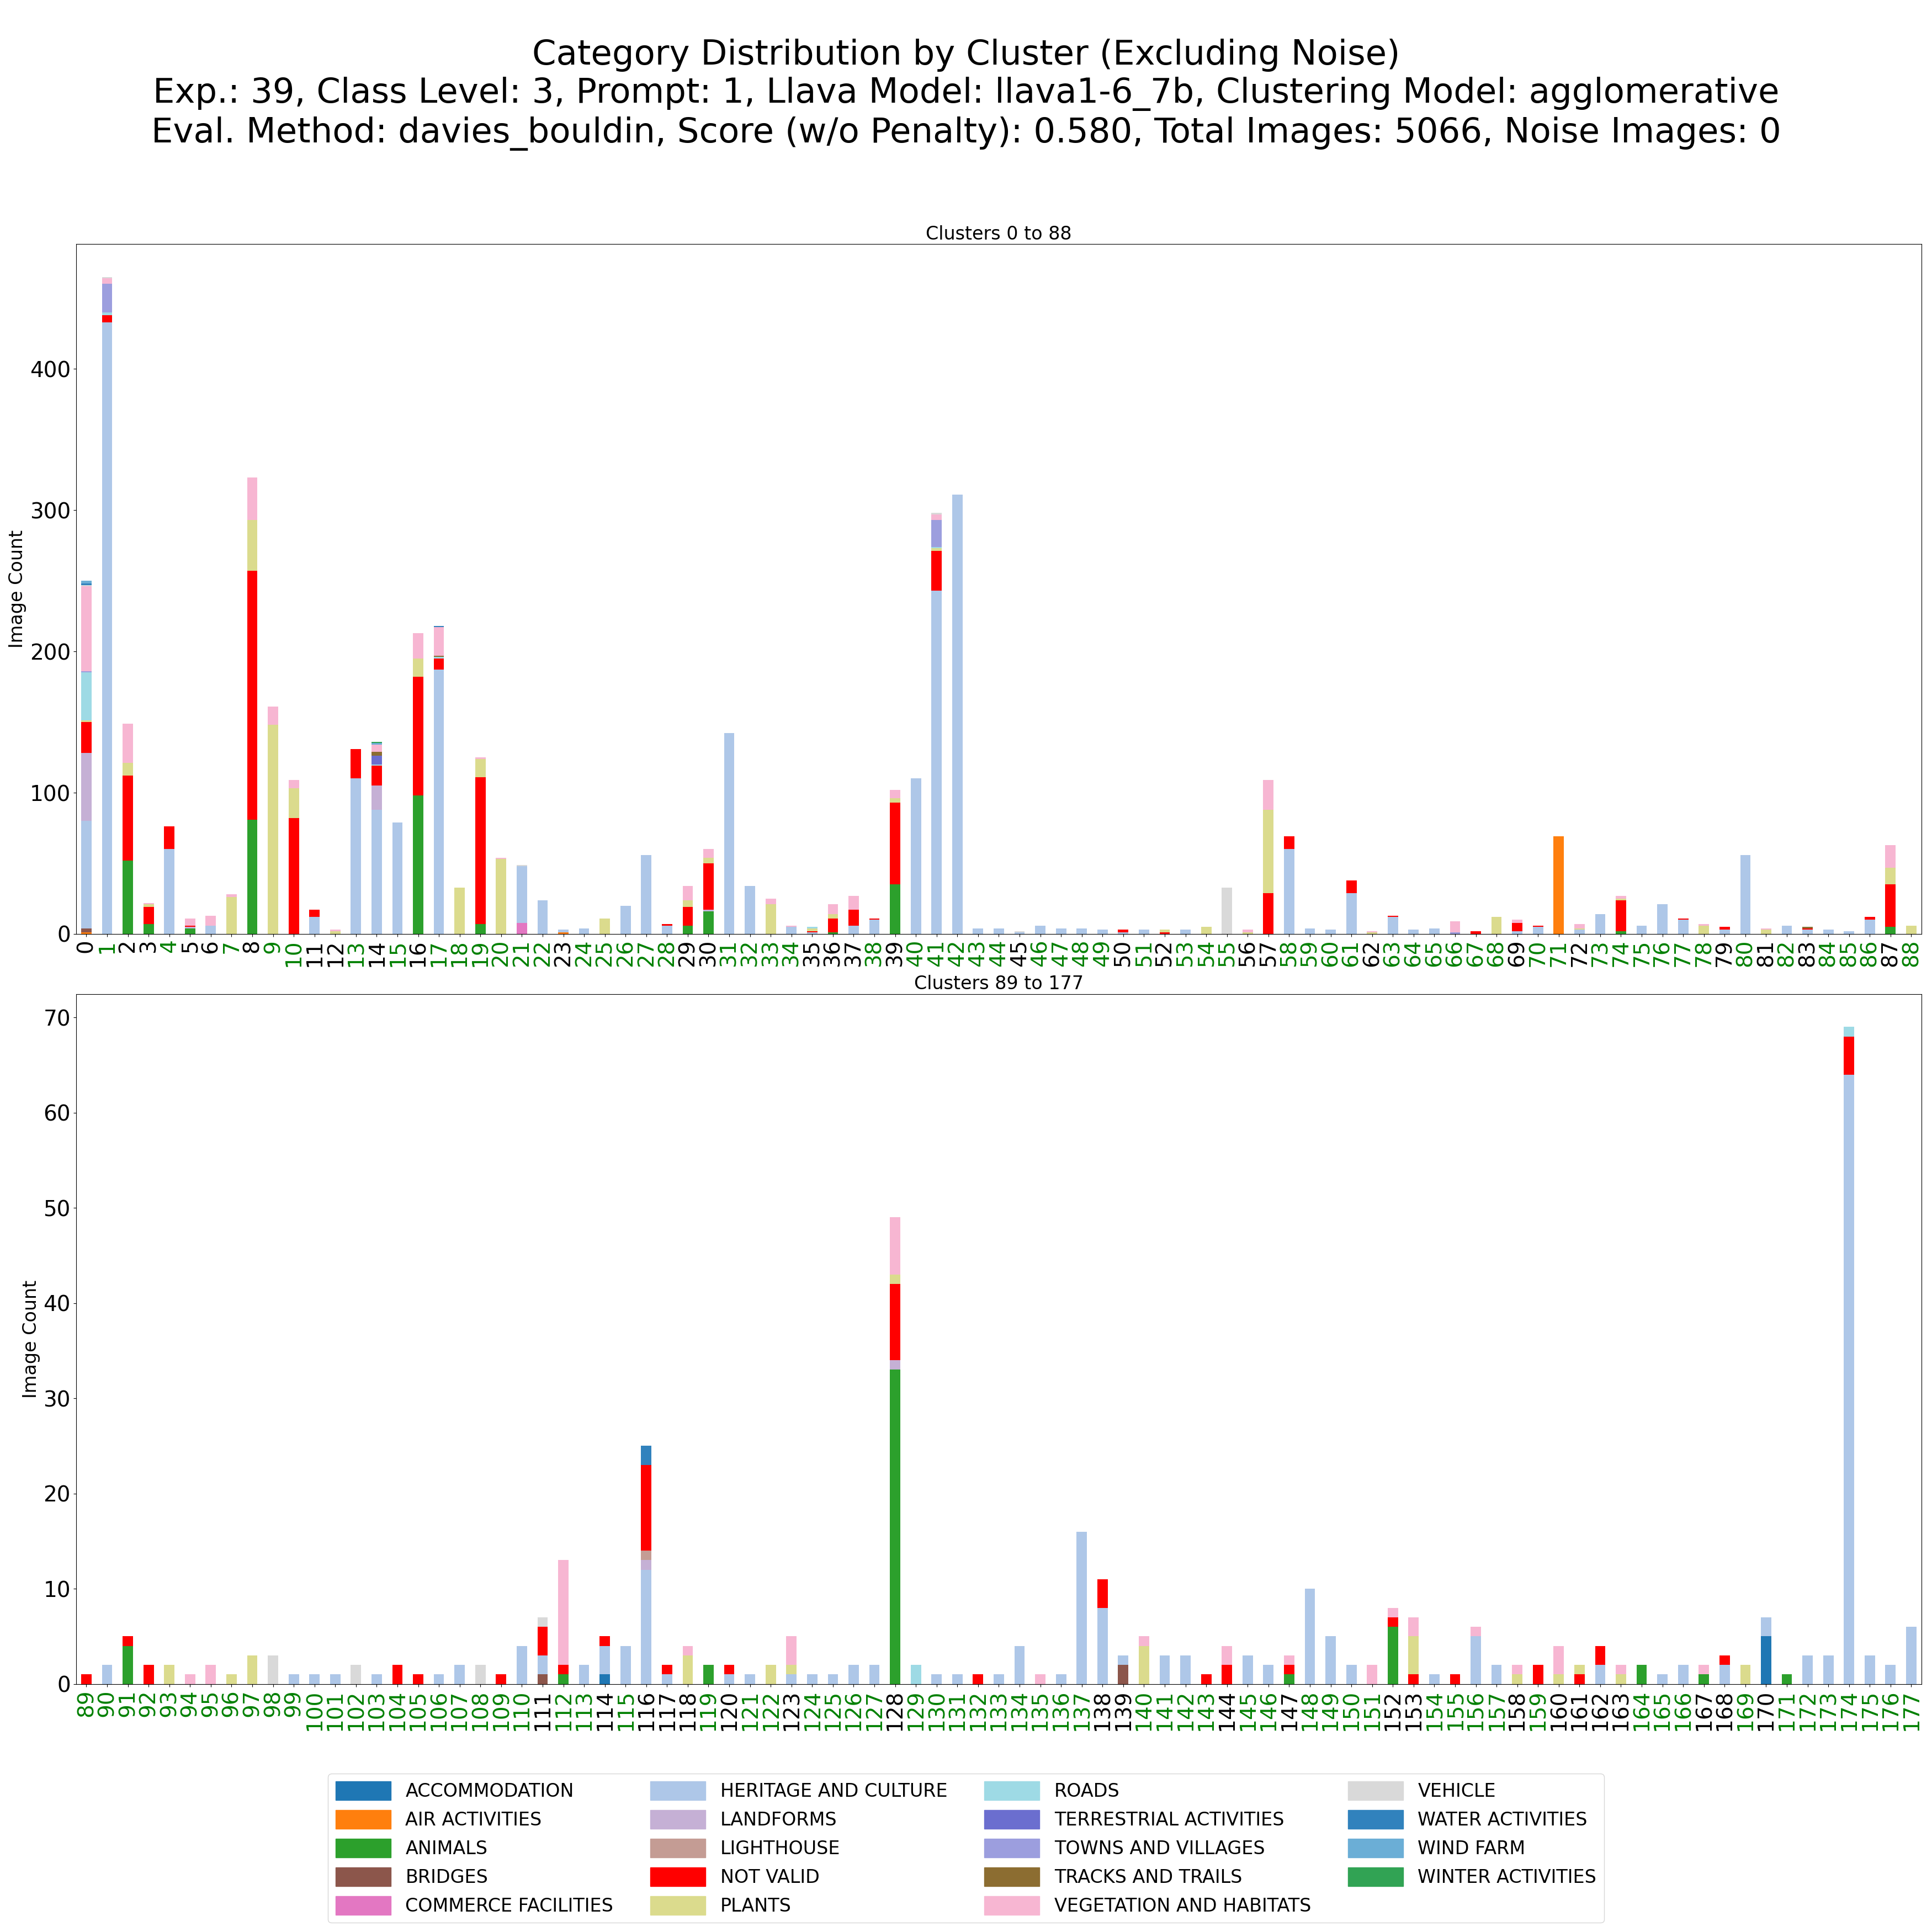 Category Distribution by Cluster (Excluding Noise)
Exp.: 39, Class Level: 3, Prompt: 1, Llava Model: llava1-6_7b, Clustering Model: agglomerative
Eval. Method: davies_bouldin, Score (w/o Penalty): 0.580, Total Images: 5066, Noise Images: 0
Clusters 0 to 88
Image Count
400
300
200
100
0
0 1 2 3 4 5 6 7 8 9 10 11 12 13 14 15 16 17 18 19 20 21 22 23 24 25 26 27 28 29 30 31 32 33 34 35 36 37 38 39 40 41 42 43 44 45 46 47 48 49 50 51 52 53 54 55 56 57 58 59 60 61 62 63 64 65 66 67 68 69 70 71 72 73 74 75 76 77 78 79 80 81 82 83 84 85 86 87 88
Clusters 89 to 177
Image Count
70
60
50
40
30
20
10
0
89 90 91 92 93 94 95 96 97 98 99 100 101 102 103 104 105 106 107 108 109 110 111 112 113 114 115 116 117 118 119 120 121 122 123 124 125 126 127 128 129 130 131 132 133 134 135 136 137 138 139 140 141 142 143 144 145 146 147 148 149 150 151 152 153 154 155 156 157 158 159 160 161 162 163 164 165 166 167 168 169 170 171 172 173 174 175 176 177
ACCOMMODATION
AIR ACTIVITIES
ANIMALS
BRIDGES
COMMERCE FACILITIES
HERITAGE AND CULTURE
LANDFORMS
LIGHTHOUSE
NOT VALID
PLANTS
ROADS
TERRESTRIAL ACTIVITIES
TOWNS AND VILLAGES
TRACKS AND TRAILS
VEGETATION AND HABITATS
VEHICLE
WATER ACTIVITIES
WIND FARM
WINTER ACTIVITIES